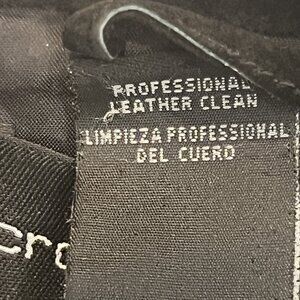 PROFESSIONAL
LEATHER CLEAN
LIMPIEZA PROFESSIONAL
DEL CUERO